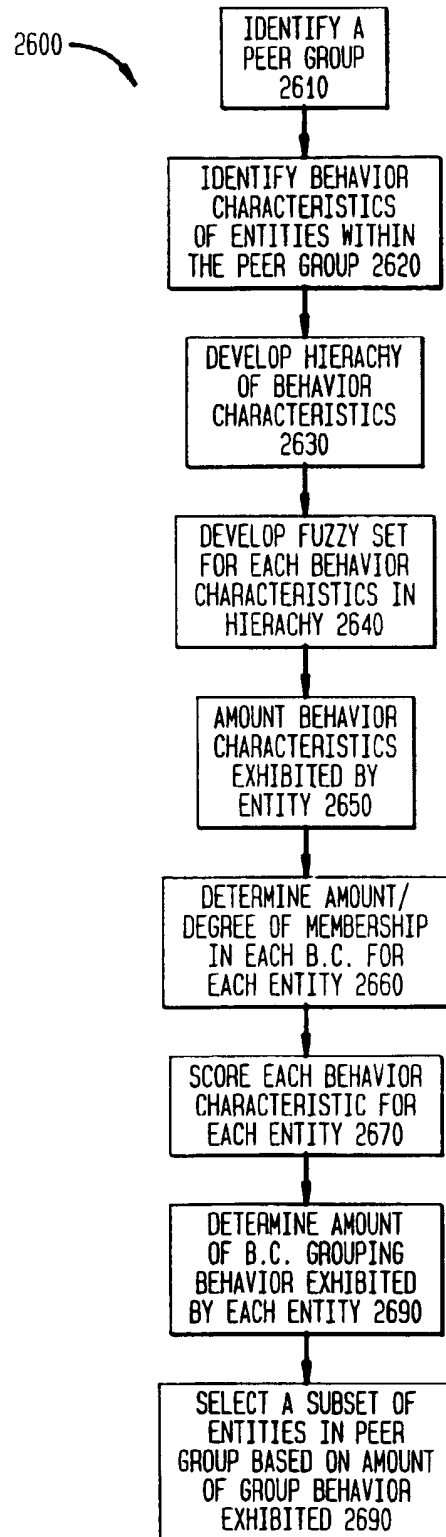 2600
IDENTIFY A
PEER GROUP
2610
IDENTIFY BEHAVIOR
CHARACTERISTICS
OF ENTITIES WITHIN
THE PEER GROUP 2620
DEVELOP HIERACHY
OF BEHAVIOR
CHARACTERISTICS
2630
DEVELOP FUZZY SET
FOR EACH BEHAVIOR
CHARACTERISTICS IN
HIERACHY 2640
AMOUNT BEHAVIOR
CHARACTERISTICS
EXHIBITED BY
ENTITY 2650
DETERMINE AMOUNT/
DEGREE OF MEMBERSHIP
IN EACH B.C. FOR
EACH ENTITY 2660
SCORE EACH BEHAVIOR
CHARACTERISTIC FOR
EACH ENTITY 2670
DETERMINE AMOUNT
OF B.C. GROUPING
BEHAVIOR EXHIBITED
BY EACH ENTITY 2690
SELECT A SUBSET OF
ENTITIES IN PEER
GROUP BASED ON AMOUNT
OF GROUP BEHAVIOR
EXHIBITED 2690